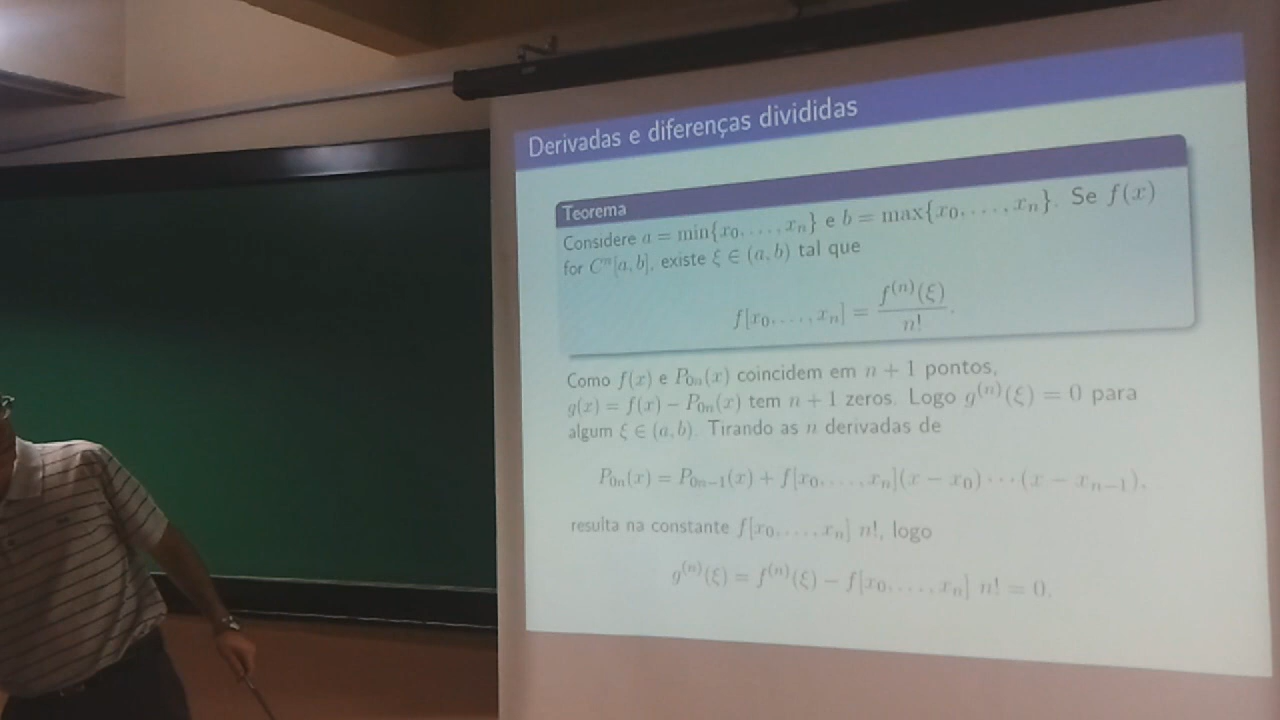 Derivadas e diferenças divididas
Teorema
Considere a = min{x₀, . . . , xₙ} e b = max{x₀, . . . , xₙ}. Se f(x)
for Cⁿ[a, b], existe ξ ∈ (a, b) tal que
f[x₀, . . . , xₙ] = f⁽ⁿ⁾(ξ) / n! .
Como f(x) e P₀ₙ(x) coincidem em n + 1 pontos,
g(x) = f(x) − P₀ₙ(x) tem n + 1 zeros. Logo g⁽ⁿ⁾(ξ) = 0 para
algum ξ ∈ (a, b). Tirando as n derivadas de
P₀ₙ(x) = P₀ₙ₋₁(x) + f[x₀, . . . , xₙ](x − x₀) · · · (x − xₙ₋₁),
resulta na constante f[x₀, . . . , xₙ] n!, logo
g⁽ⁿ⁾(ξ) = f⁽ⁿ⁾(ξ) − f[x₀, . . . , xₙ] n! = 0.